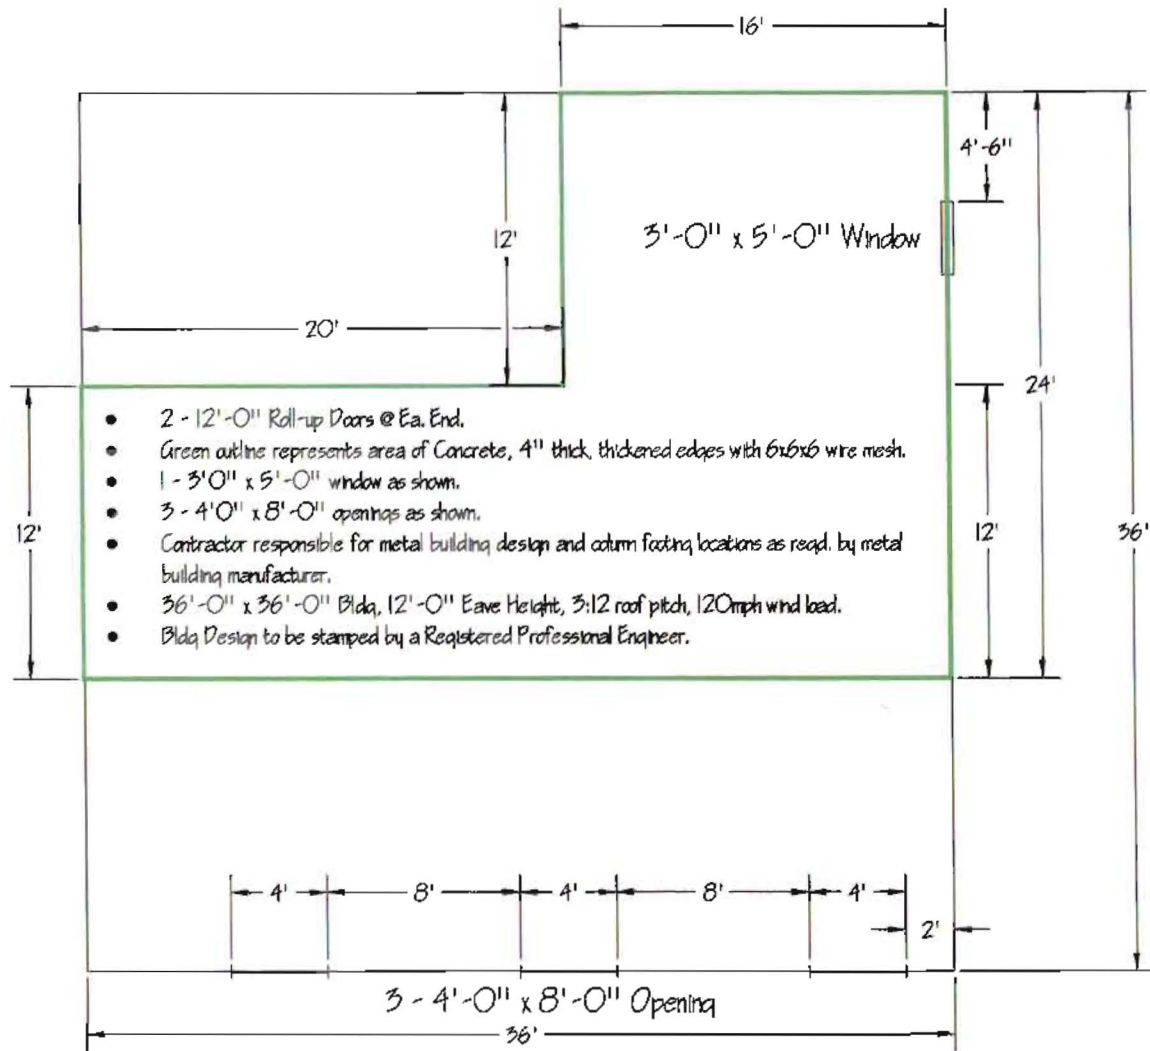 16'
4'-6"
12'
3'-0" x 5'-0" Window
20'
24'
• 2 - 12'-0" Roll-up Doors @ Ea. End.
• Green outline represents area of Concrete, 4" thick, thickened edges with 6x6x6 wire mesh.
• 1 - 3'0" x 5'-0" window as shown.
• 3 - 4'0" x 8'-0" openings as shown.
12'
12'
36'
• Contractor responsible for metal building design and column footing locations as reqd. by metal
building manufacturer.
• 36'-0" x 36'-0" Bldg, 12'-0" Eave Height, 3:12 roof pitch, 120mph wind load.
• Bldg Design to be stamped by a Registered Professional Engineer.
4' 8' 4' 8' 4'
2'
3 - 4'-0" x 8'-0" Opening
36'